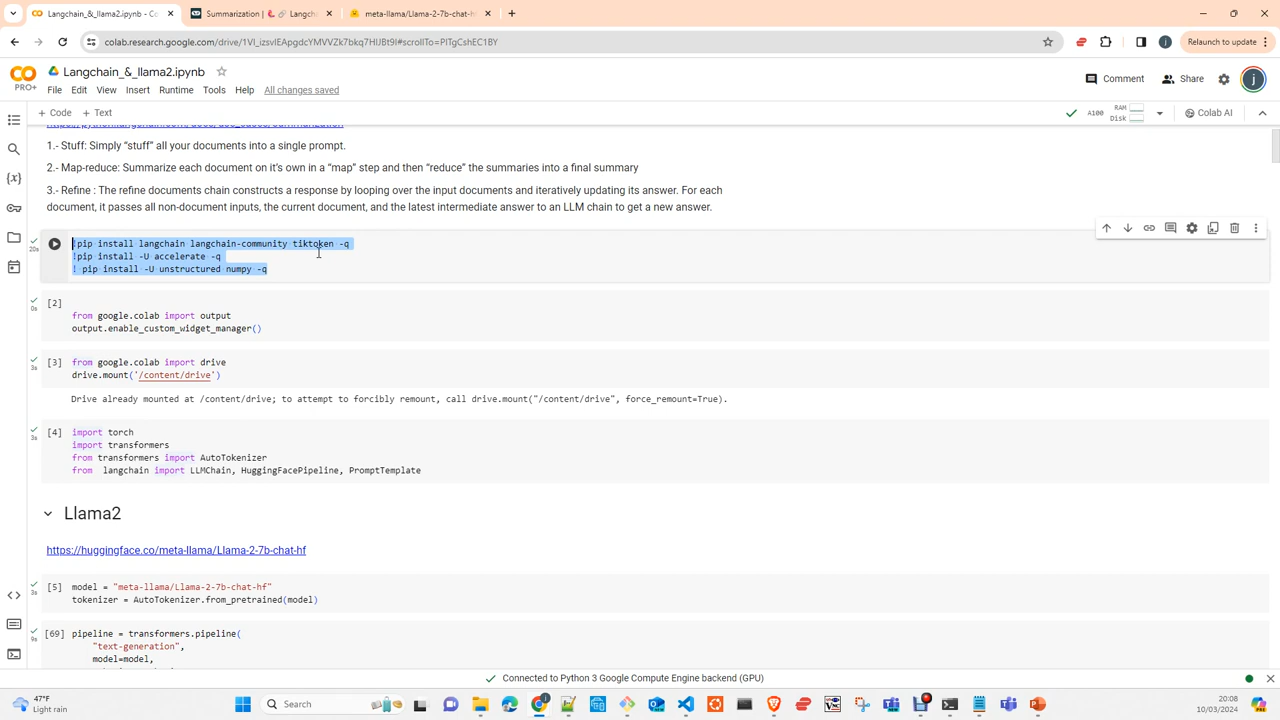 Langchain_&_llama2.ipynb - Co
Summarization | 🦜️🔗 Langch
meta-llama/Llama-2-7b-chat-h
colab.research.google.com/drive/1VI_izsvlEApgdcYMVVZk7bkq7HIJBt9I#scrollTo=PITgCshEC1BY
Relaunch to update
Langchain_&_llama2.ipynb
PRO+
File Edit View Insert Runtime Tools Help All changes saved
Comment
Share
j
+ Code + Text
A100
RAM
Disk
Colab AI
1.- Stuff: Simply “stuff” all your documents into a single prompt.
2.- Map-reduce: Summarize each document on it’s own in a “map” step and then “reduce” the summaries into a final summary
3.- Refine : The refine documents chain constructs a response by looping over the input documents and iteratively updating its answer. For each
document, it passes all non-document inputs, the current document, and the latest intermediate answer to an LLM chain to get a new answer.
20s
!pip install langchain langchain-community tiktoken -q
!pip install -U accelerate -q
! pip install -U unstructured numpy -q
0s
[2]
from google.colab import output
output.enable_custom_widget_manager()
3s
[3] from google.colab import drive
drive.mount('/content/drive')
Drive already mounted at /content/drive; to attempt to forcibly remount, call drive.mount("/content/drive", force_remount=True).
3s
[4] import torch
import transformers
from transformers import AutoTokenizer
from langchain import LLMChain, HuggingFacePipeline, PromptTemplate
Llama2
https://huggingface.co/meta-llama/Llama-2-7b-chat-hf
3s
[5] model = "meta-llama/Llama-2-7b-chat-hf"
tokenizer = AutoTokenizer.from_pretrained(model)
9s
[69] pipeline = transformers.pipeline(
"text-generation",
model=model,
Connected to Python 3 Google Compute Engine backend (GPU)
47°F
Light rain
Search
20:08
10/03/2024